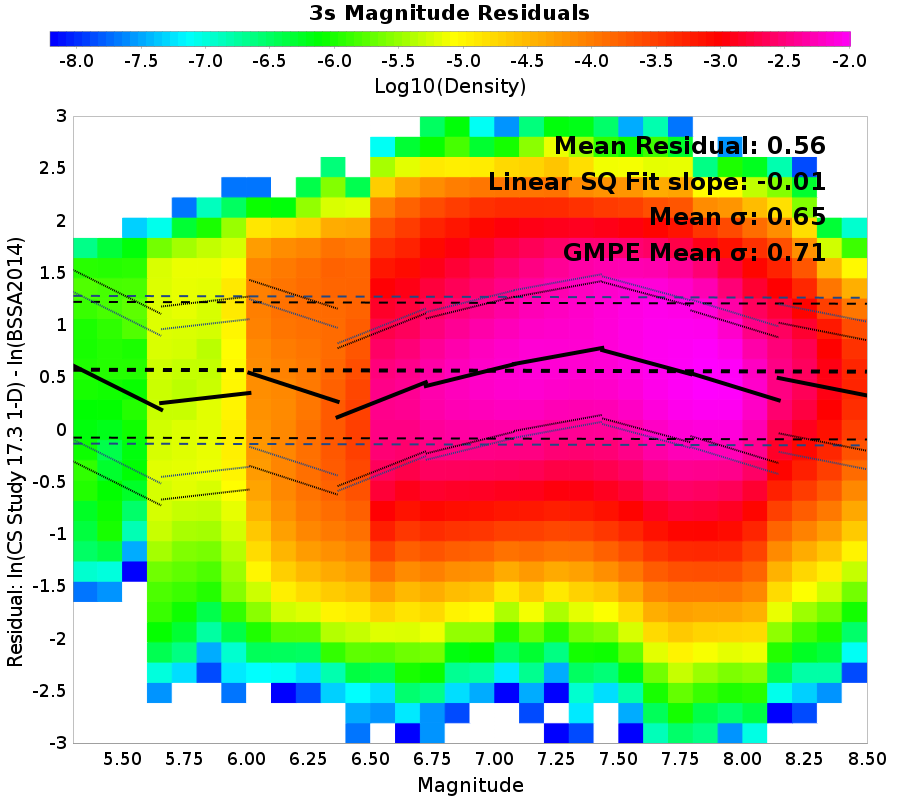 3s Magnitude Residuals
-8.0 -7.5 -7.0 -6.5 -6.0 -5.5 -5.0 -4.5 -4.0 -3.5 -3.0 -2.5 -2.0
Log10(Density)
Mean Residual: 0.56
Linear SQ Fit slope: -0.01
Mean σ: 0.65
GMPE Mean σ: 0.71
Residual: ln(CS Study 17.3 1-D) - ln(BSSA2014)
3
2.5
2
1.5
1
0.5
0
-0.5
-1
-1.5
-2
-2.5
-3
5.50 5.75 6.00 6.25 6.50 6.75 7.00 7.25 7.50 7.75 8.00 8.25 8.50
Magnitude